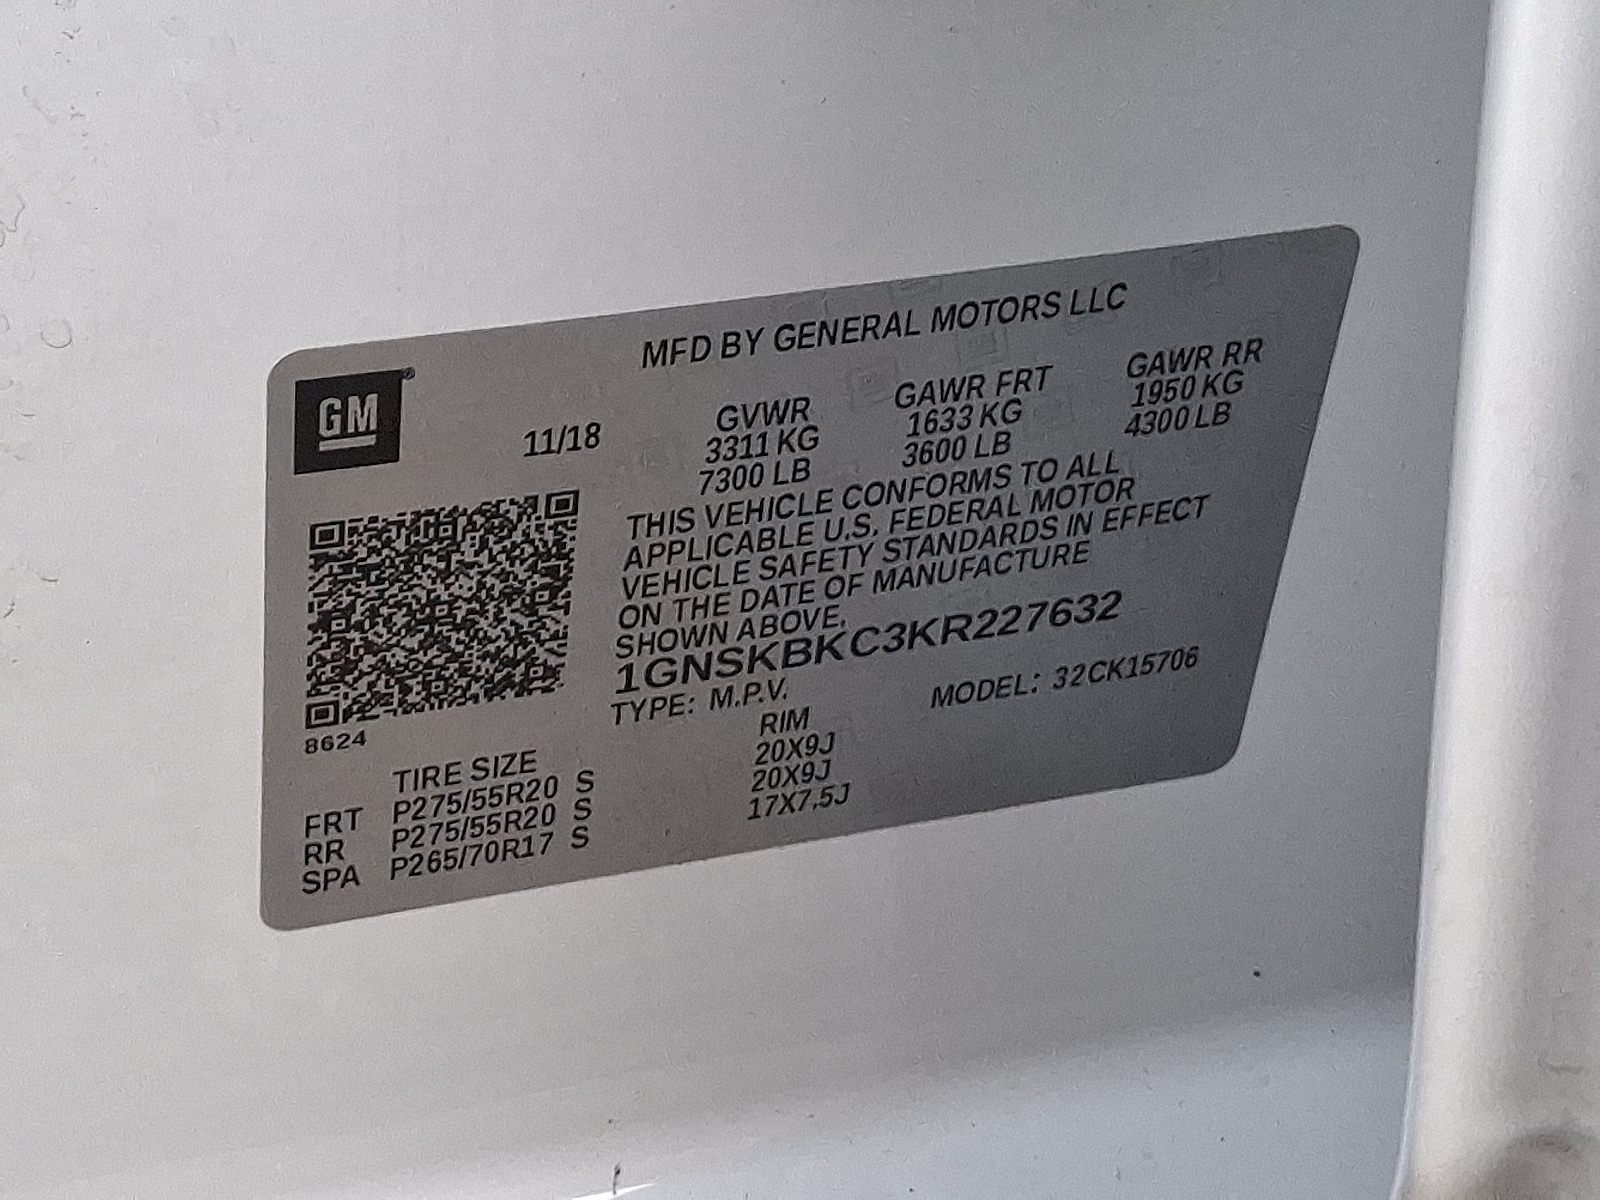 MFD BY GENERAL MOTORS LLC
GM
11/18
GVWR GAWR FRT GAWR RR
3311 KG 1633 KG 1950 KG
7300 LB 3600 LB 4300 LB
THIS VEHICLE CONFORMS TO ALL
APPLICABLE U.S. FEDERAL MOTOR
VEHICLE SAFETY STANDARDS IN EFFECT
ON THE DATE OF MANUFACTURE
SHOWN ABOVE.
1GNSKBKC3KR227632
TYPE: M.P.V. MODEL: 32CK15706
8624
TIRE SIZE RIM
FRT P275/55R20 S 20X9J
RR P275/55R20 S 20X9J
SPA P265/70R17 S 17X7.5J